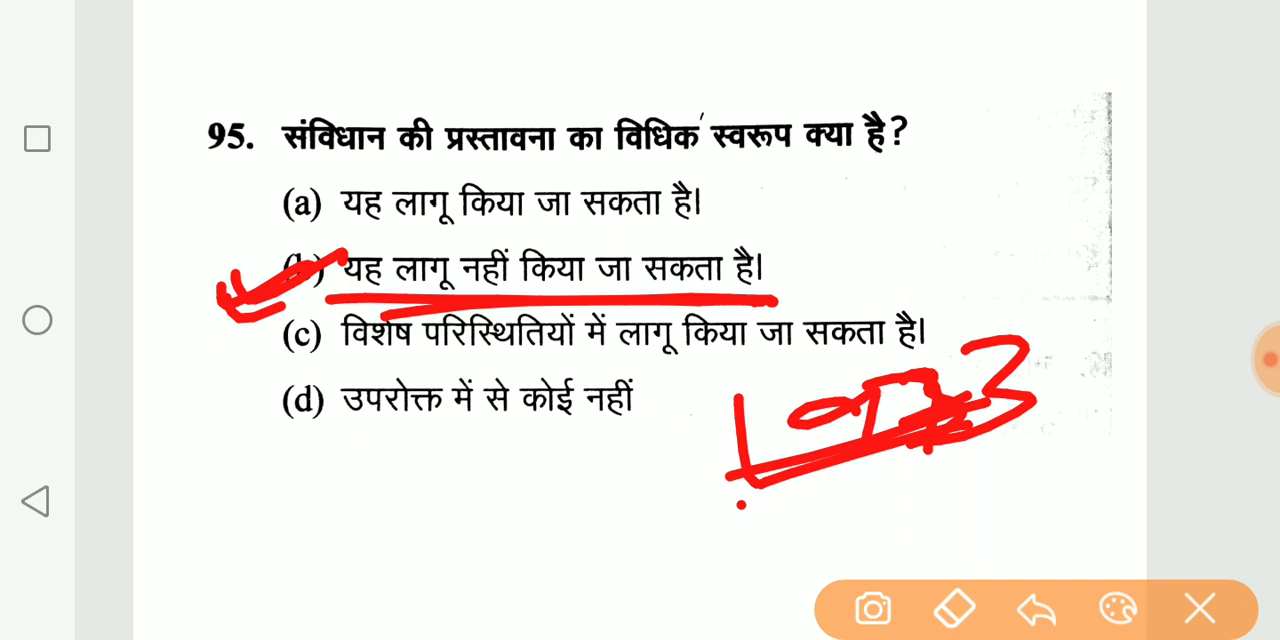 95. संविधान की प्रस्तावना का विधिक स्वरूप क्या है?
(a) यह लागू किया जा सकता है।
(b) यह लागू नहीं किया जा सकता है।
(c) विशेष परिस्थितियों में लागू किया जा सकता है।
(d) उपरोक्त में से कोई नहीं